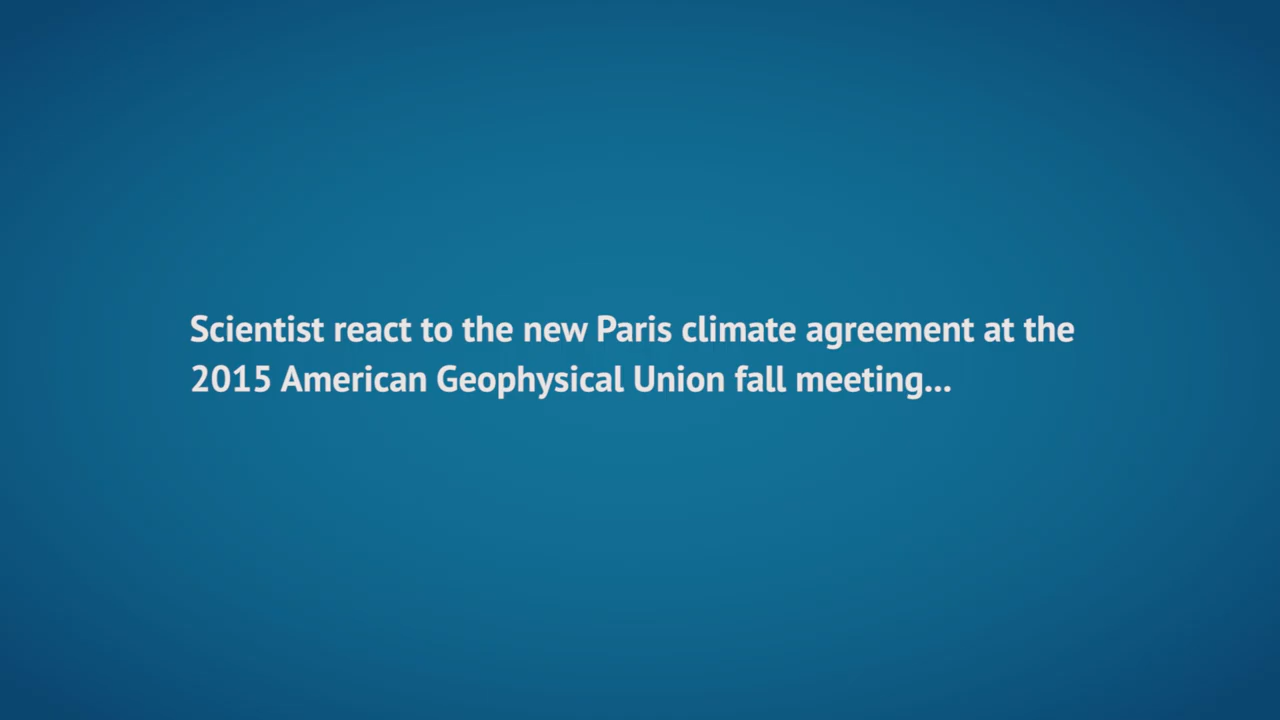 Scientist react to the new Paris climate agreement at the
2015 American Geophysical Union fall meeting...